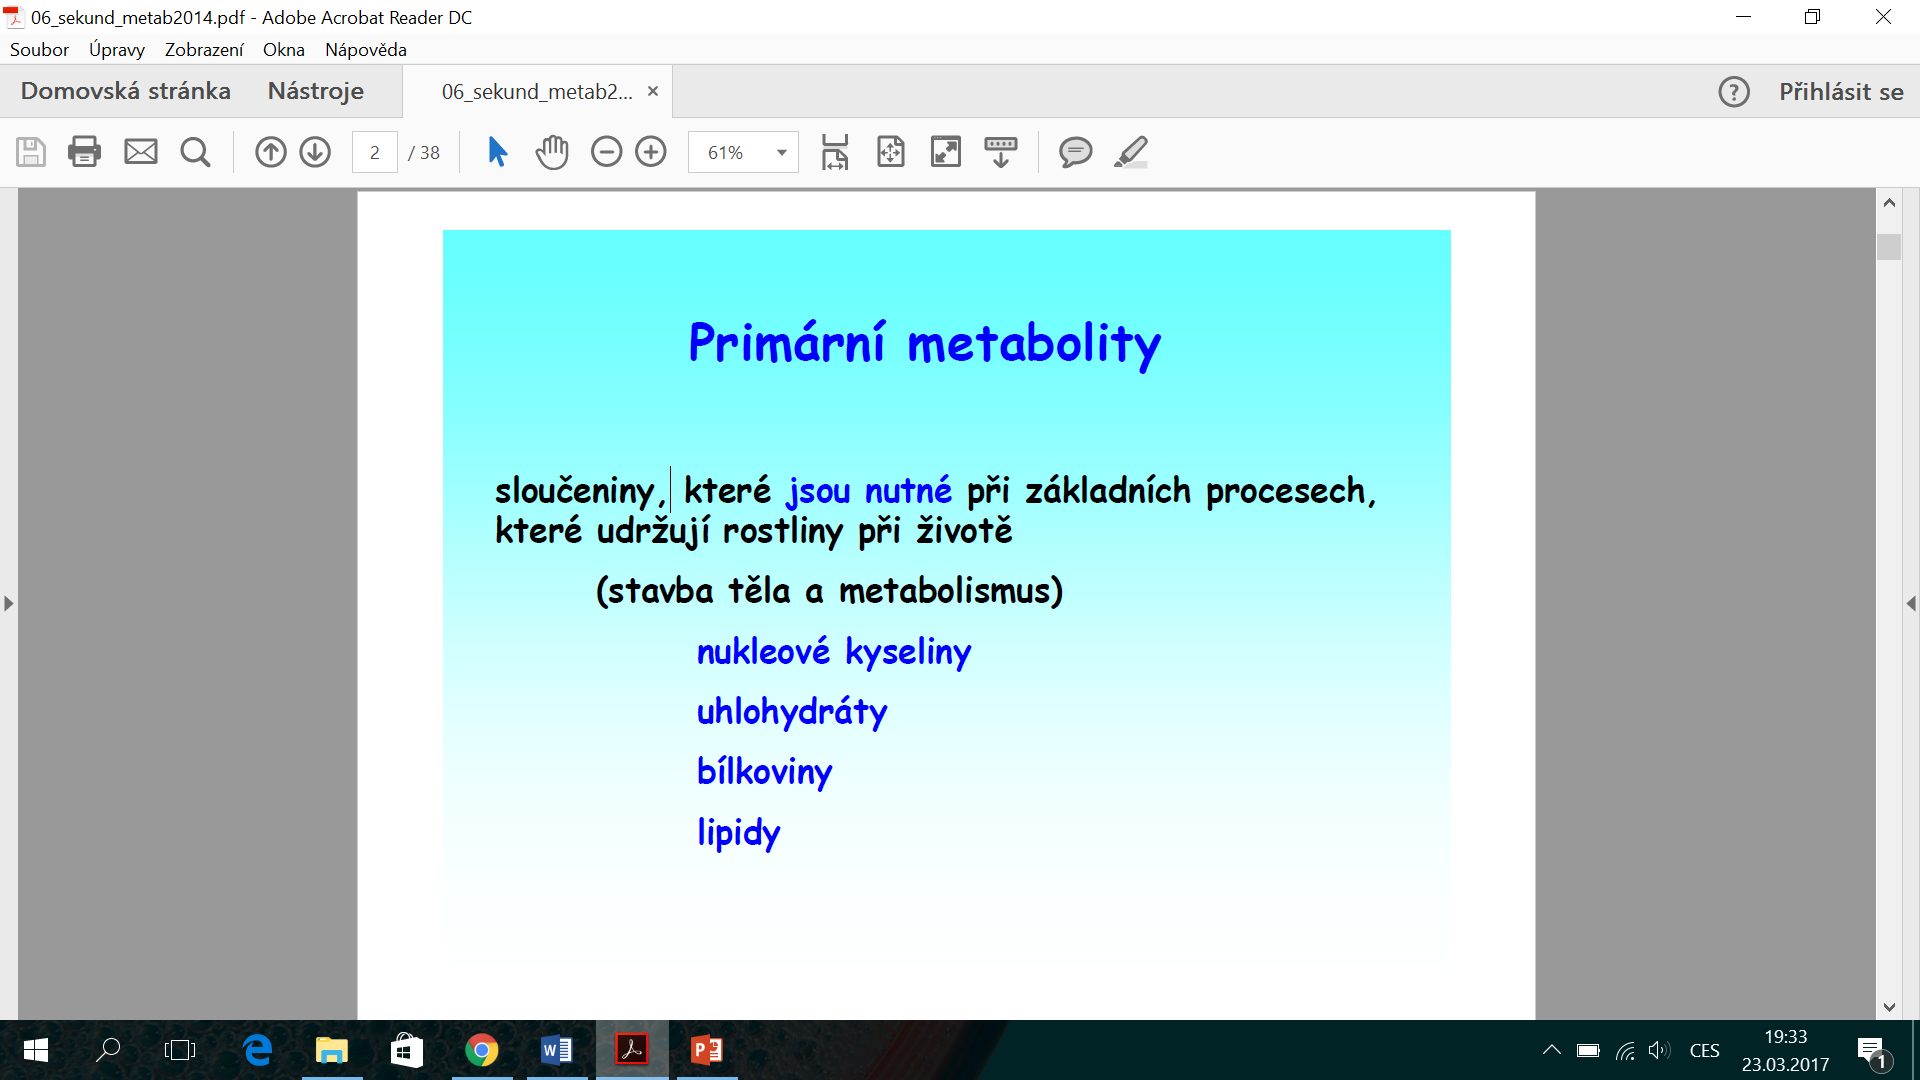 06_sekund_metab2014.pdf - Adobe Acrobat Reader DC
Soubor Úpravy Zobrazení Okna Nápověda
Domovská stránka Nástroje 06_sekund_metab2... × Přihlásit se
2 / 38 61%
Primární metabolity
sloučeniny, které jsou nutné při základních procesech,
které udržují rostliny při životě
(stavba těla a metabolismus)
nukleové kyseliny
uhlohydráty
bílkoviny
lipidy
CES
19:33
23.03.2017
1